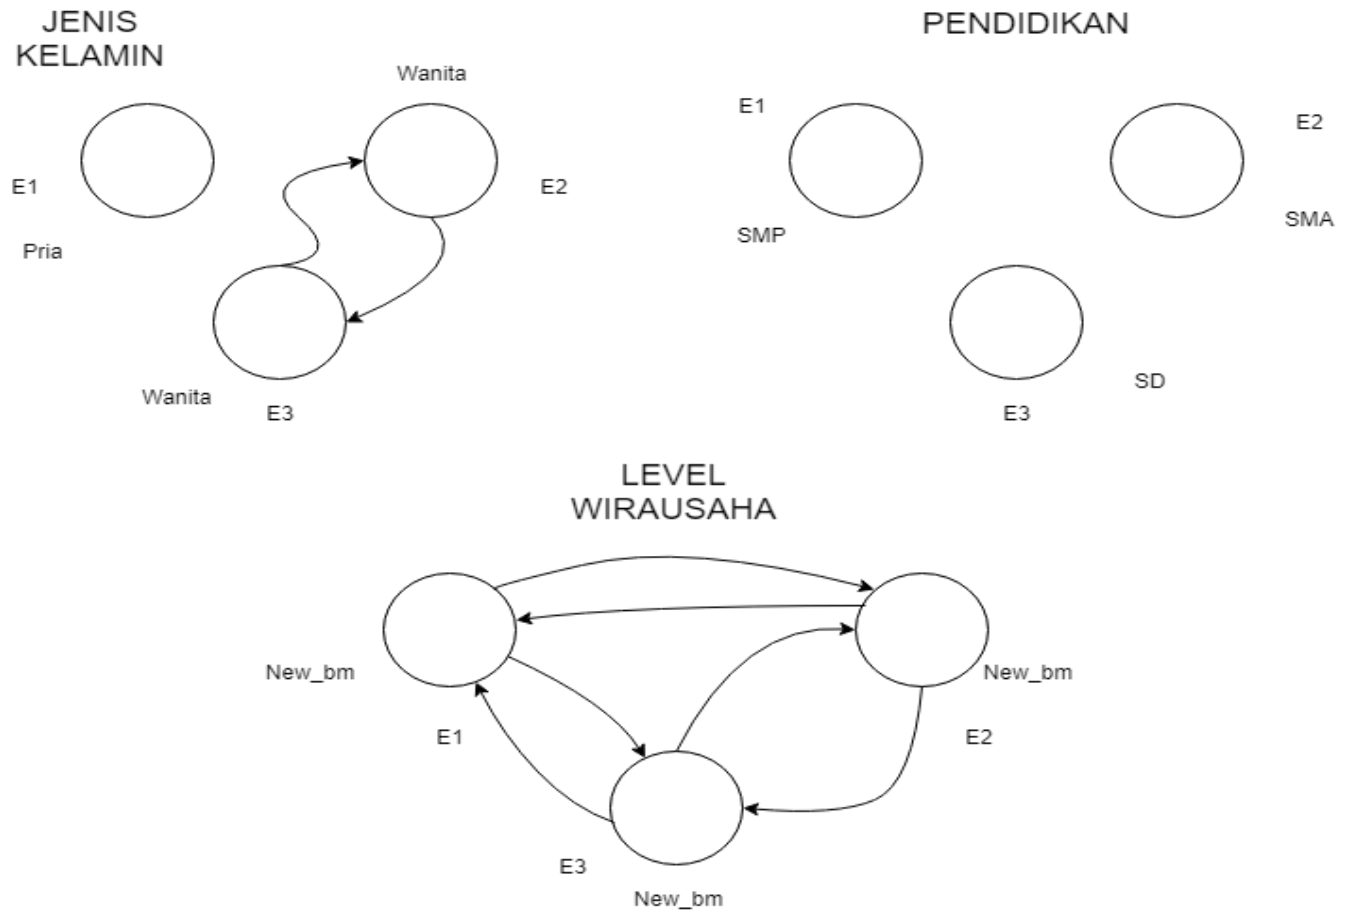 JENIS
KELAMIN
Wanita
E1
E2
Pria
Wanita
E3
PENDIDIKAN
E1
E2
SMP
SMA
SD
E3
LEVEL
WIRAUSAHA
New_bm
New_bm
E1
E2
E3
New_bm